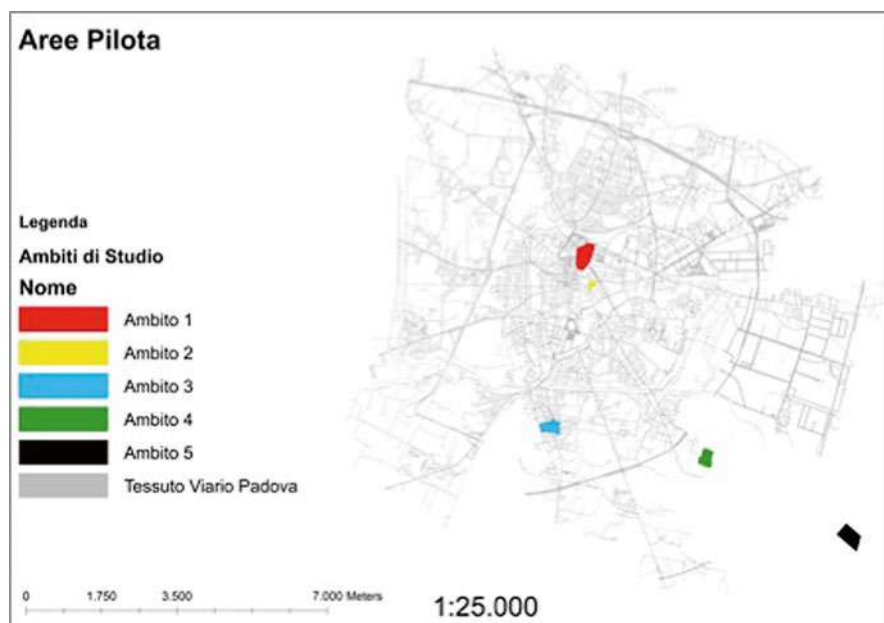 Aree Pilota
Legenda
Ambiti di Studio
Nome
Ambito 1
Ambito 2
Ambito 3
Ambito 4
Ambito 5
Tessuto Viario Padova
0 1.750 3.500 7.000 Meters
1:25.000